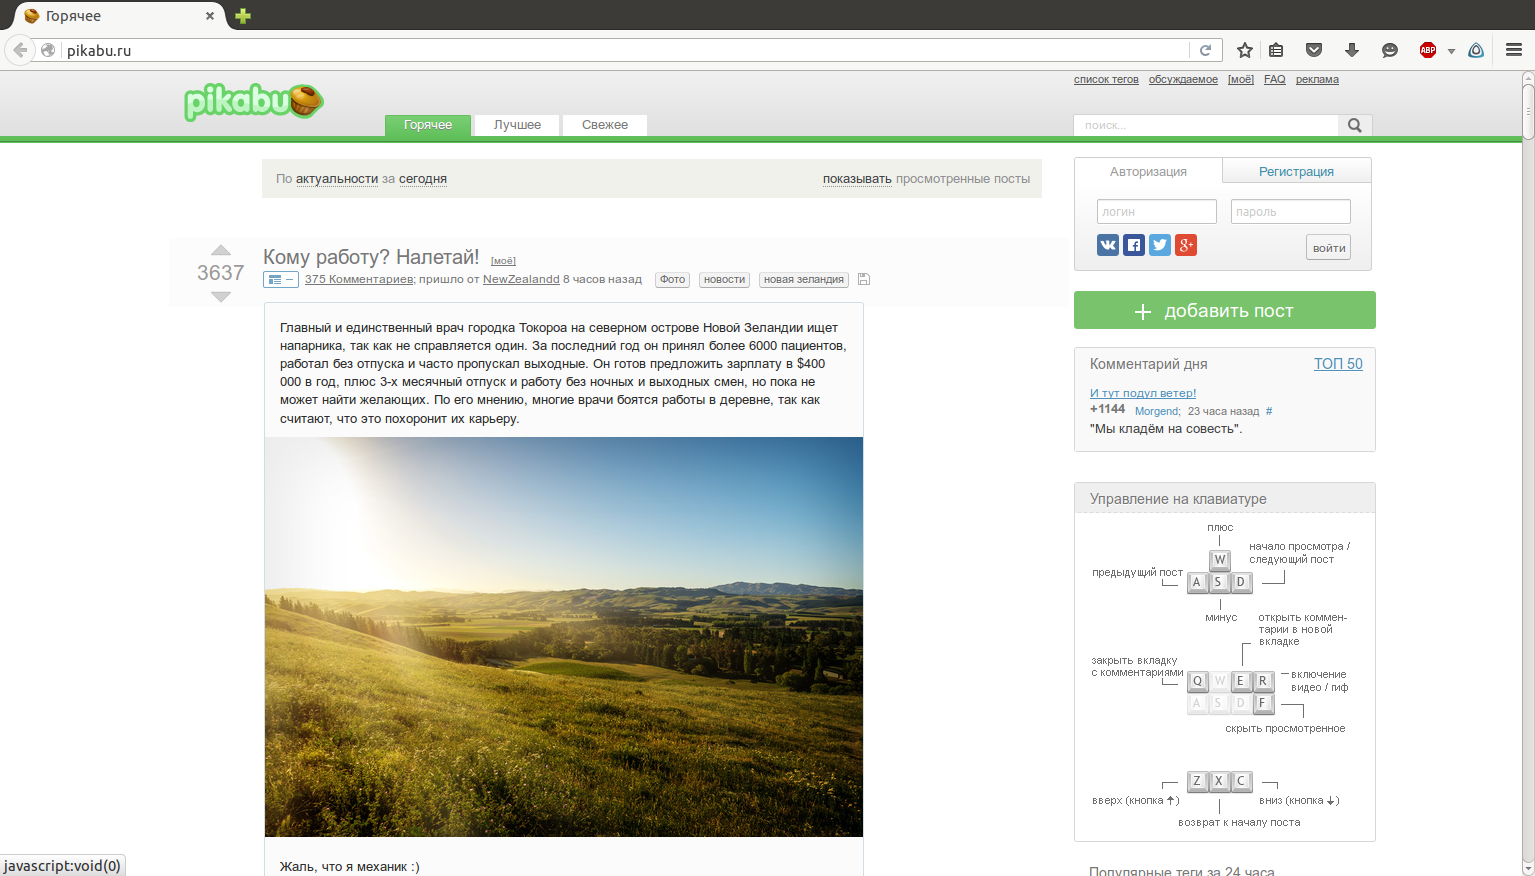 Горячее
pikabu.ru
ABP
список тегов обсуждаемое [моё] FAQ реклама
pikabu
Горячее Лучшее Свежее
поиск...
По актуальности за сегодня показывать просмотренные посты
Авторизация Регистрация
логин пароль
войти
3637
Кому работу? Налетай! [моё]
375 Комментариев; пришло от NewZealandd 8 часов назад Фото новости новая зеландия
Главный и единственный врач городка Токороа на северном острове Новой Зеландии ищет
напарника, так как не справляется один. За последний год он принял более 6000 пациентов,
работал без отпуска и часто пропускал выходные. Он готов предложить зарплату в $400
000 в год, плюс 3-х месячный отпуск и работу без ночных и выходных смен, но пока не
может найти желающих. По его мнению, многие врачи боятся работы в деревне, так как
считают, что это похоронит их карьеру.
Жаль, что я механик :)
добавить пост
Комментарий дня ТОП 50
И тут подул ветер!
+1144 Morgend; 23 часа назад #
"Мы кладём на совесть".
Управление на клавиатуре
плюс
начало просмотра /
следующий пост
W
предыдущий пост
A S D
минус
открыть коммен-
тарии в новой
вкладке
закрыть вкладку
с комментариями
Q W E R
включение
видео / гиф
A S D F
скрыть просмотренное
Z X C
вверх (кнопка ↑) вниз (кнопка ↓)
возврат к началу поста
Популярные теги за 24 часа
javascript:void(0)